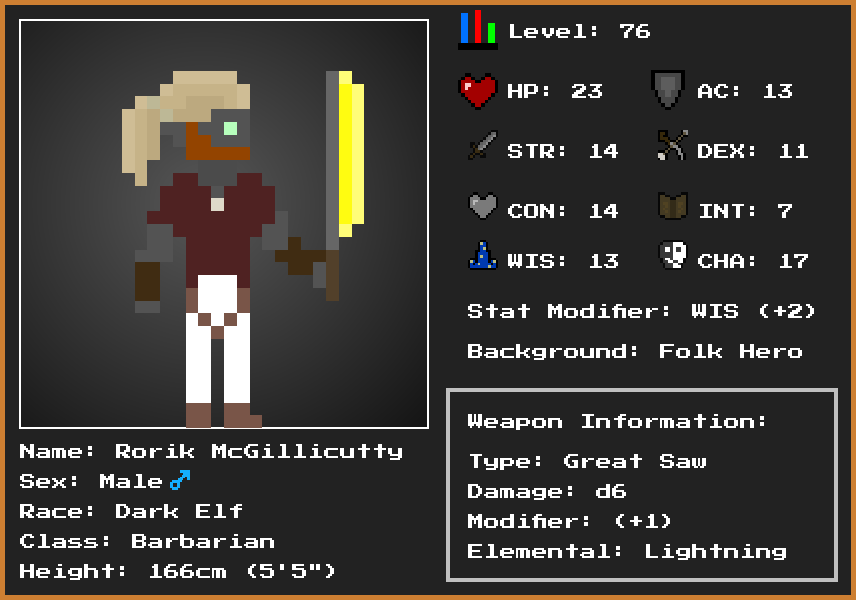 Level: 76
HP: 23 AC: 13
STR: 14 DEX: 11
CON: 14 INT: 7
WIS: 13 CHA: 17
Stat Modifier: WIS (+2)
Background: Folk Hero
Weapon Information:
Type: Great Saw
Damage: d6
Modifier: (+1)
Elemental: Lightning
Name: Rorik McGillicutty
Sex: Male ♂
Race: Dark Elf
Class: Barbarian
Height: 166cm (5'5")